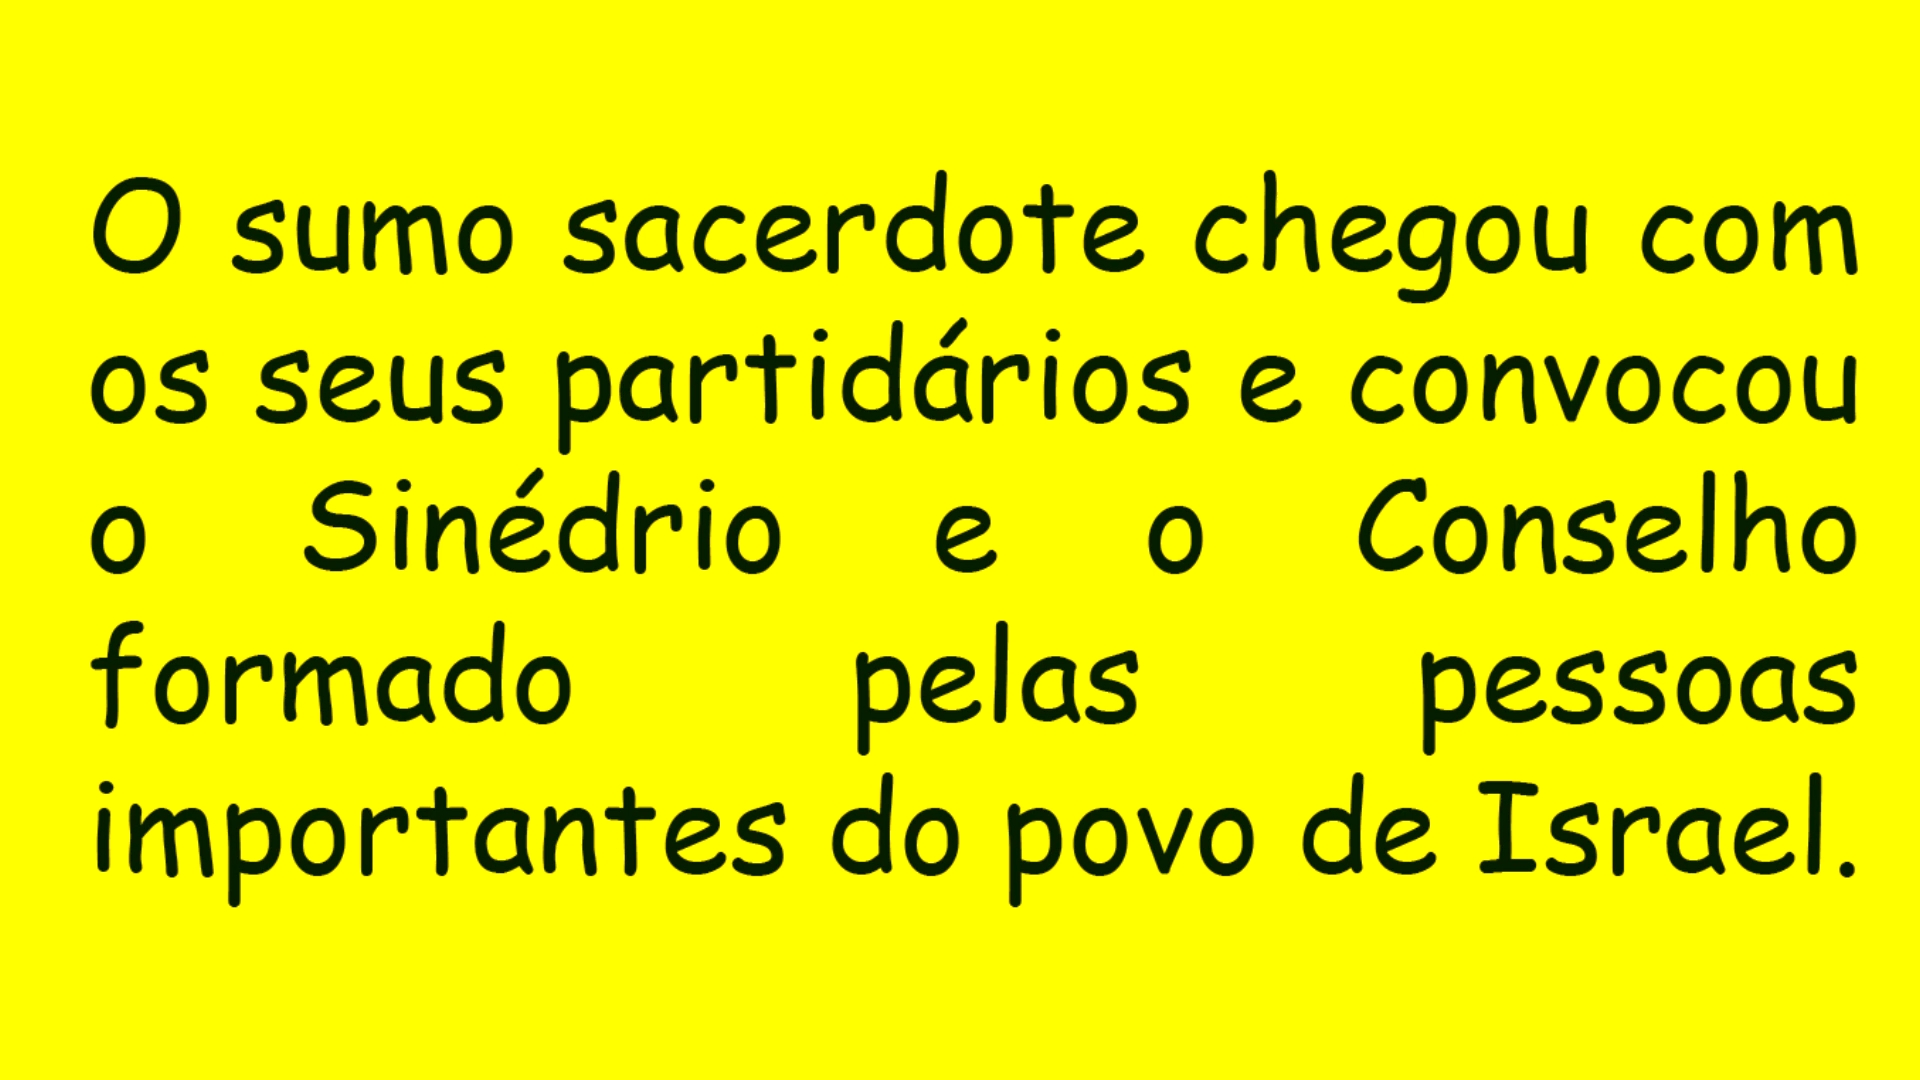 O sumo sacerdote chegou com
os seus partidários e convocou
o Sinédrio e o Conselho
formado pelas pessoas
importantes do povo de Israel.